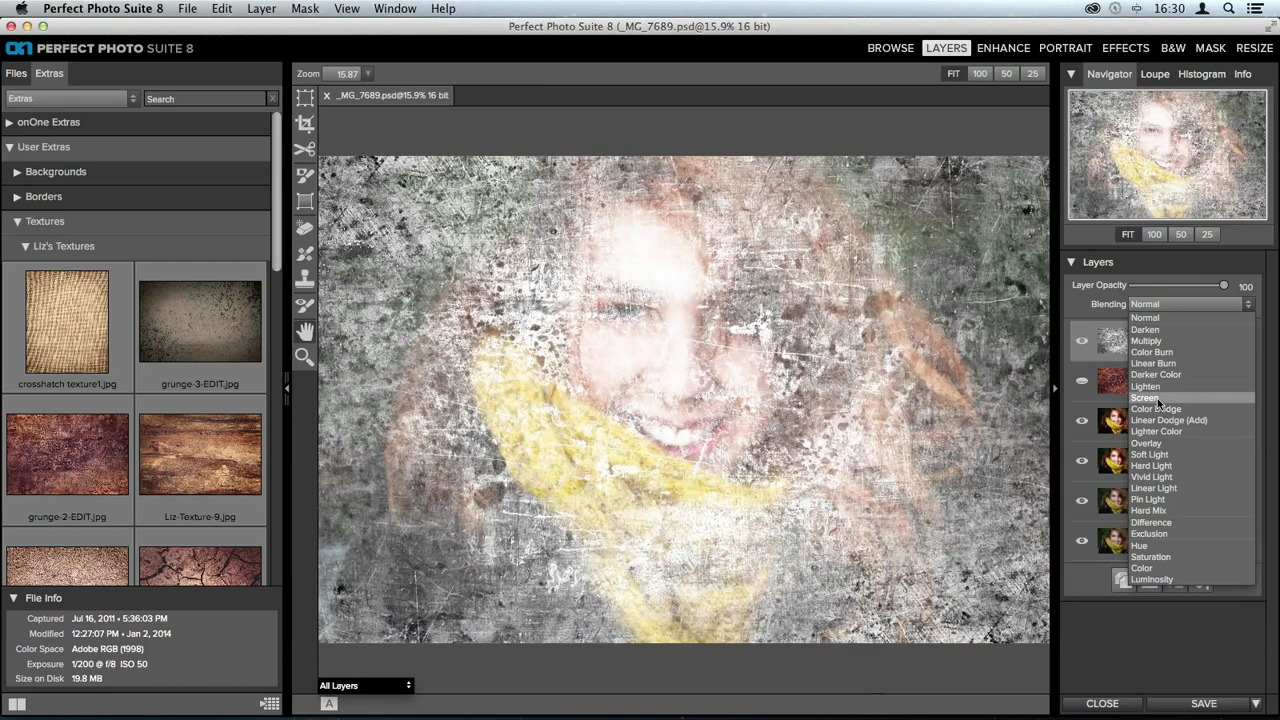 Perfect Photo Suite 8 File Edit Layer Mask View Window Help 16:30
Perfect Photo Suite 8 (_MG_7689.psd@15.9% 16 bit)
on1 PERFECT PHOTO SUITE 8 BROWSE LAYERS ENHANCE PORTRAIT EFFECTS B&W MASK RESIZE
Files Extras Zoom 15.87 FIT 100 50 25 Navigator Loupe Histogram Info
Extras Search X
X _MG_7689.psd@15.9% 16 bit
onOne Extras
User Extras
Backgrounds
Borders
Textures
Liz's Textures
FIT 100 50 25
Layers
Layer Opacity 100
Blending Normal
Normal
Darken
Multiply
Color Burn
Linear Burn
Darker Color
Lighten
Screen
Color Dodge
Linear Dodge (Add)
Lighter Color
Overlay
Soft Light
Hard Light
Vivid Light
Linear Light
Pin Light
Hard Mix
Difference
Exclusion
Hue
Saturation
Color
Luminosity
crosshatch texture1.jpg grunge-3-EDIT.jpg
grunge-2-EDIT.jpg Liz-Texture-9.jpg
File Info
Captured Jul 16, 2011 • 5:36:03 PM
Modified 12:27:07 PM • Jan 2, 2014
Color Space Adobe RGB (1998)
Exposure 1/200 @ f/8 ISO 50
Size on Disk 19.8 MB
All Layers
A
CLOSE SAVE